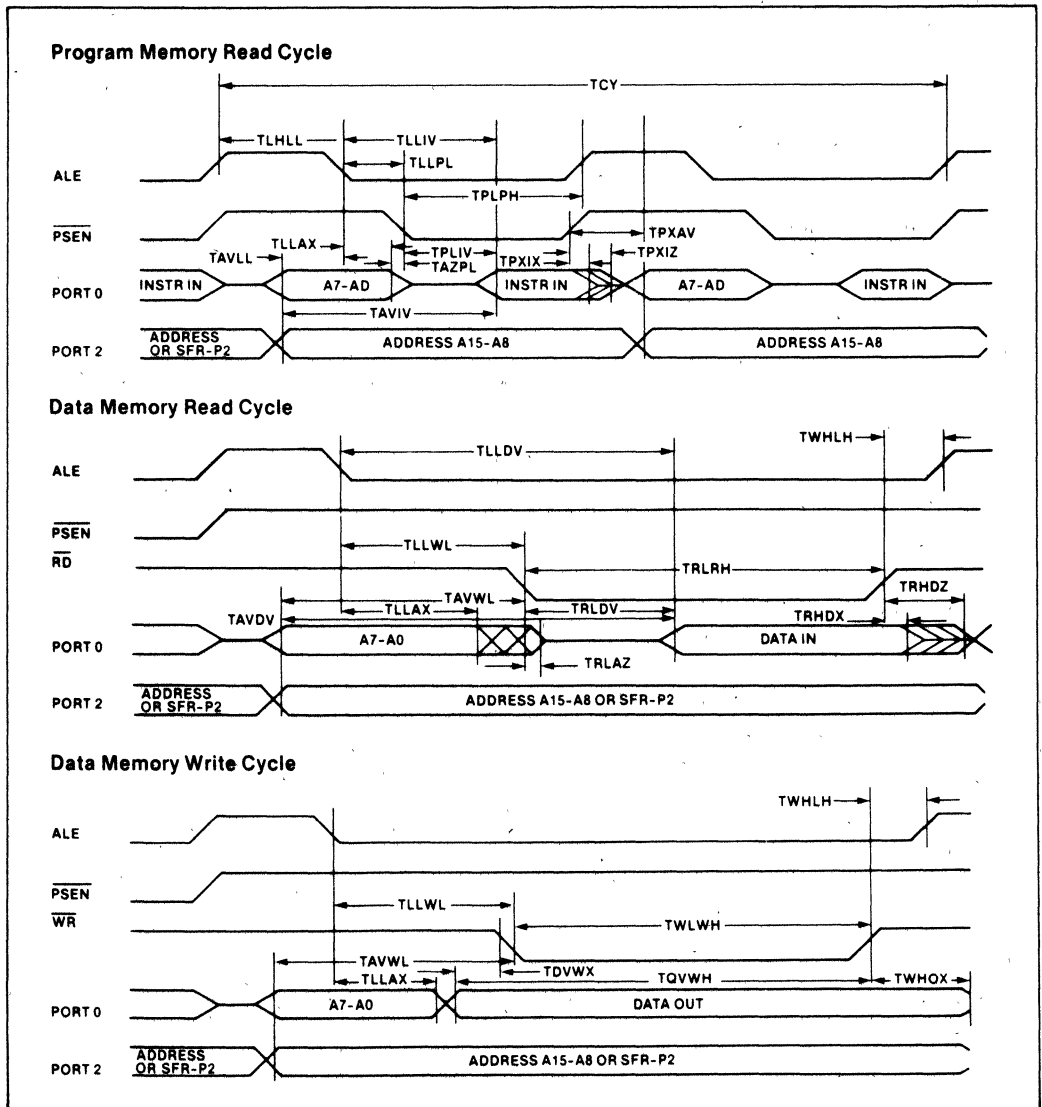 Program Memory Read Cycle
TCY
TLHLL TLLIV
TLLPL
ALE
TPLPH
PSEN
TPXAV
TLLAX
TPLIV
TPXIZ
TAVLL
TAZPL
TPXIX
PORT 0 INSTR IN A7-AD INSTR IN A7-AD INSTR IN
TAVIV
PORT 2 ADDRESS OR SFR-P2 ADDRESS A15-A8 ADDRESS A15-A8
Data Memory Read Cycle
TWHLH
TLLDV
ALE
PSEN
TLLWL
RD
TRLRH
TRHDZ
TAVWL
TAVDV
TLLAX
TRLDV
TRHDX
PORT 0 A7-A0 DATA IN
TRLAZ
PORT 2 ADDRESS OR SFR-P2 ADDRESS A15-A8 OR SFR-P2
Data Memory Write Cycle
TWHLH
ALE
PSEN
TLLWL
WR
TWLWH
TAVWL
TDVWX
TLLAX
TQVWH
TWHOX
PORT 0 A7-A0 DATA OUT
PORT 2 ADDRESS OR SFR-P2 ADDRESS A15-A8 OR SFR-P2